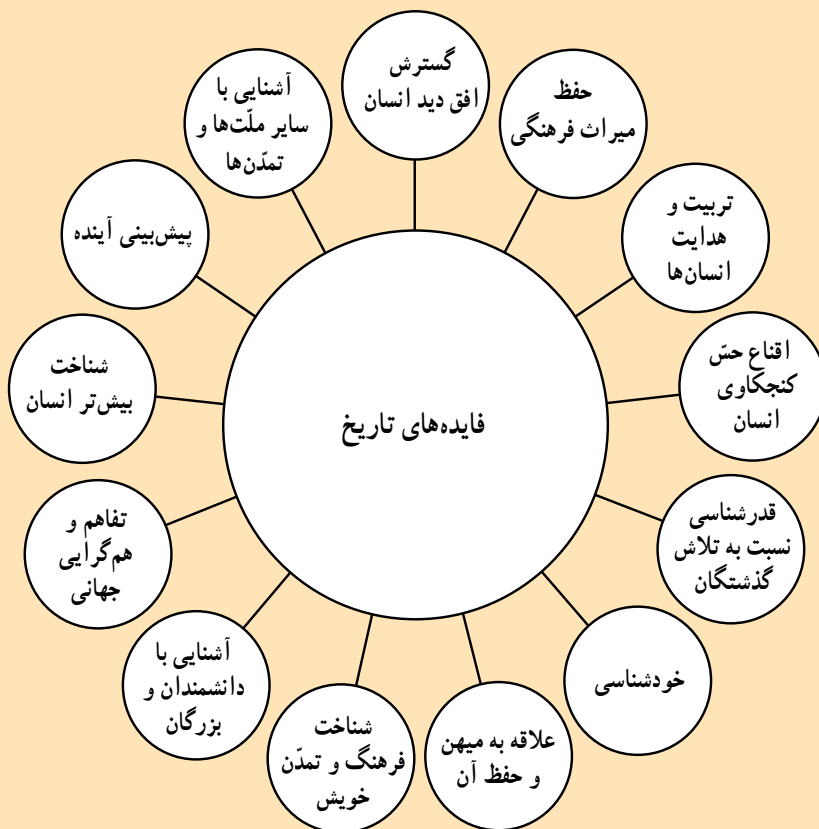 فایده‌های تاریخ
گسترش
افق دید انسان
حفظ
میراث فرهنگی
تربیت و
هدایت
انسان‌ها
اقناع حسّ
کنجکاوی
انسان
قدرشناسی
نسبت به تلاش
گذشتگان
خودشناسی
علاقه به میهن
و حفظ آن
شناخت
فرهنگ و تمدّن
خویش
آشنایی با
دانشمندان و
بزرگان
تفاهم و
هم‌گرایی
جهانی
شناخت
بیش‌تر انسان
پیش‌بینی آینده
آشنایی با
سایر ملّت‌ها و
تمدّن‌ها